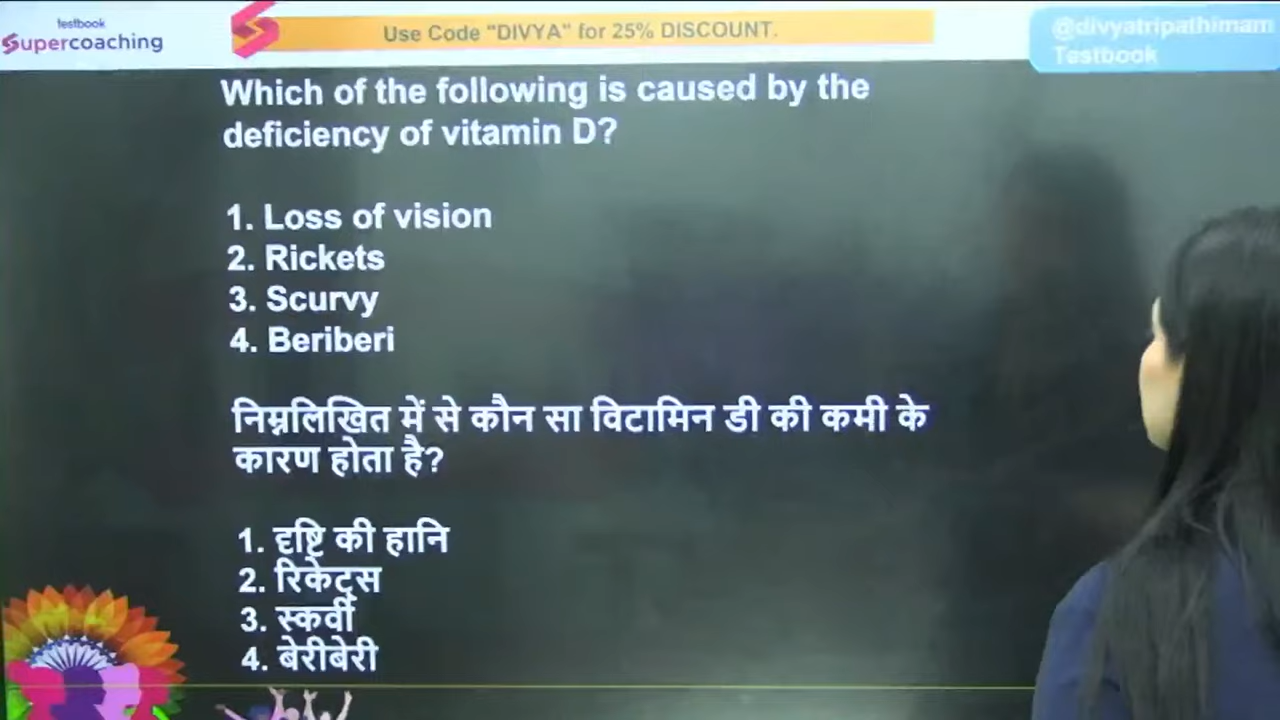 testbook
Supercoaching
Use Code "DIVYA" for 25% DISCOUNT.
@divyatripathimam
Testbook
Which of the following is caused by the
deficiency of vitamin D?
1. Loss of vision
2. Rickets
3. Scurvy
4. Beriberi
निम्नलिखित में से कौन सा विटामिन डी की कमी के
कारण होता है?
1. दृष्टि की हानि
2. रिकेट्स
3. स्कर्वी
4. बेरीबेरी